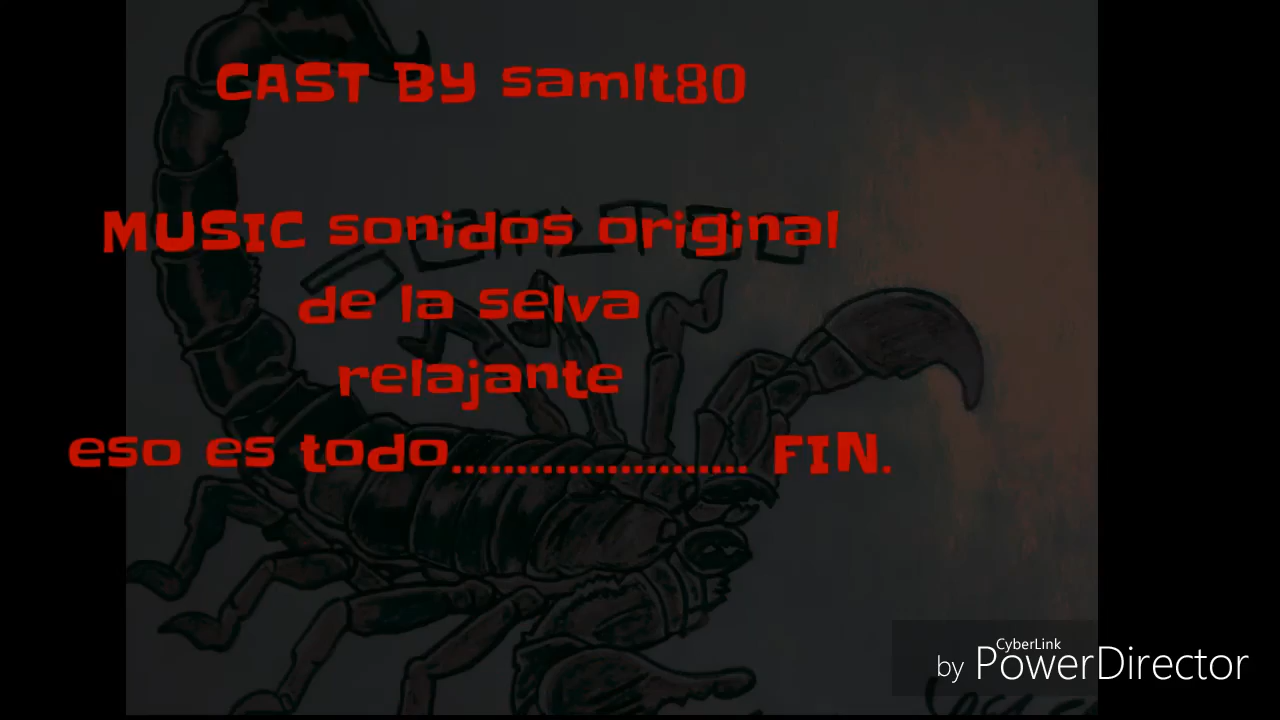 CAST BY samlt80
MUSIC sonidos original
de la selva
relajante
eso es todo....................... FIN.
CyberLink
by PowerDirector